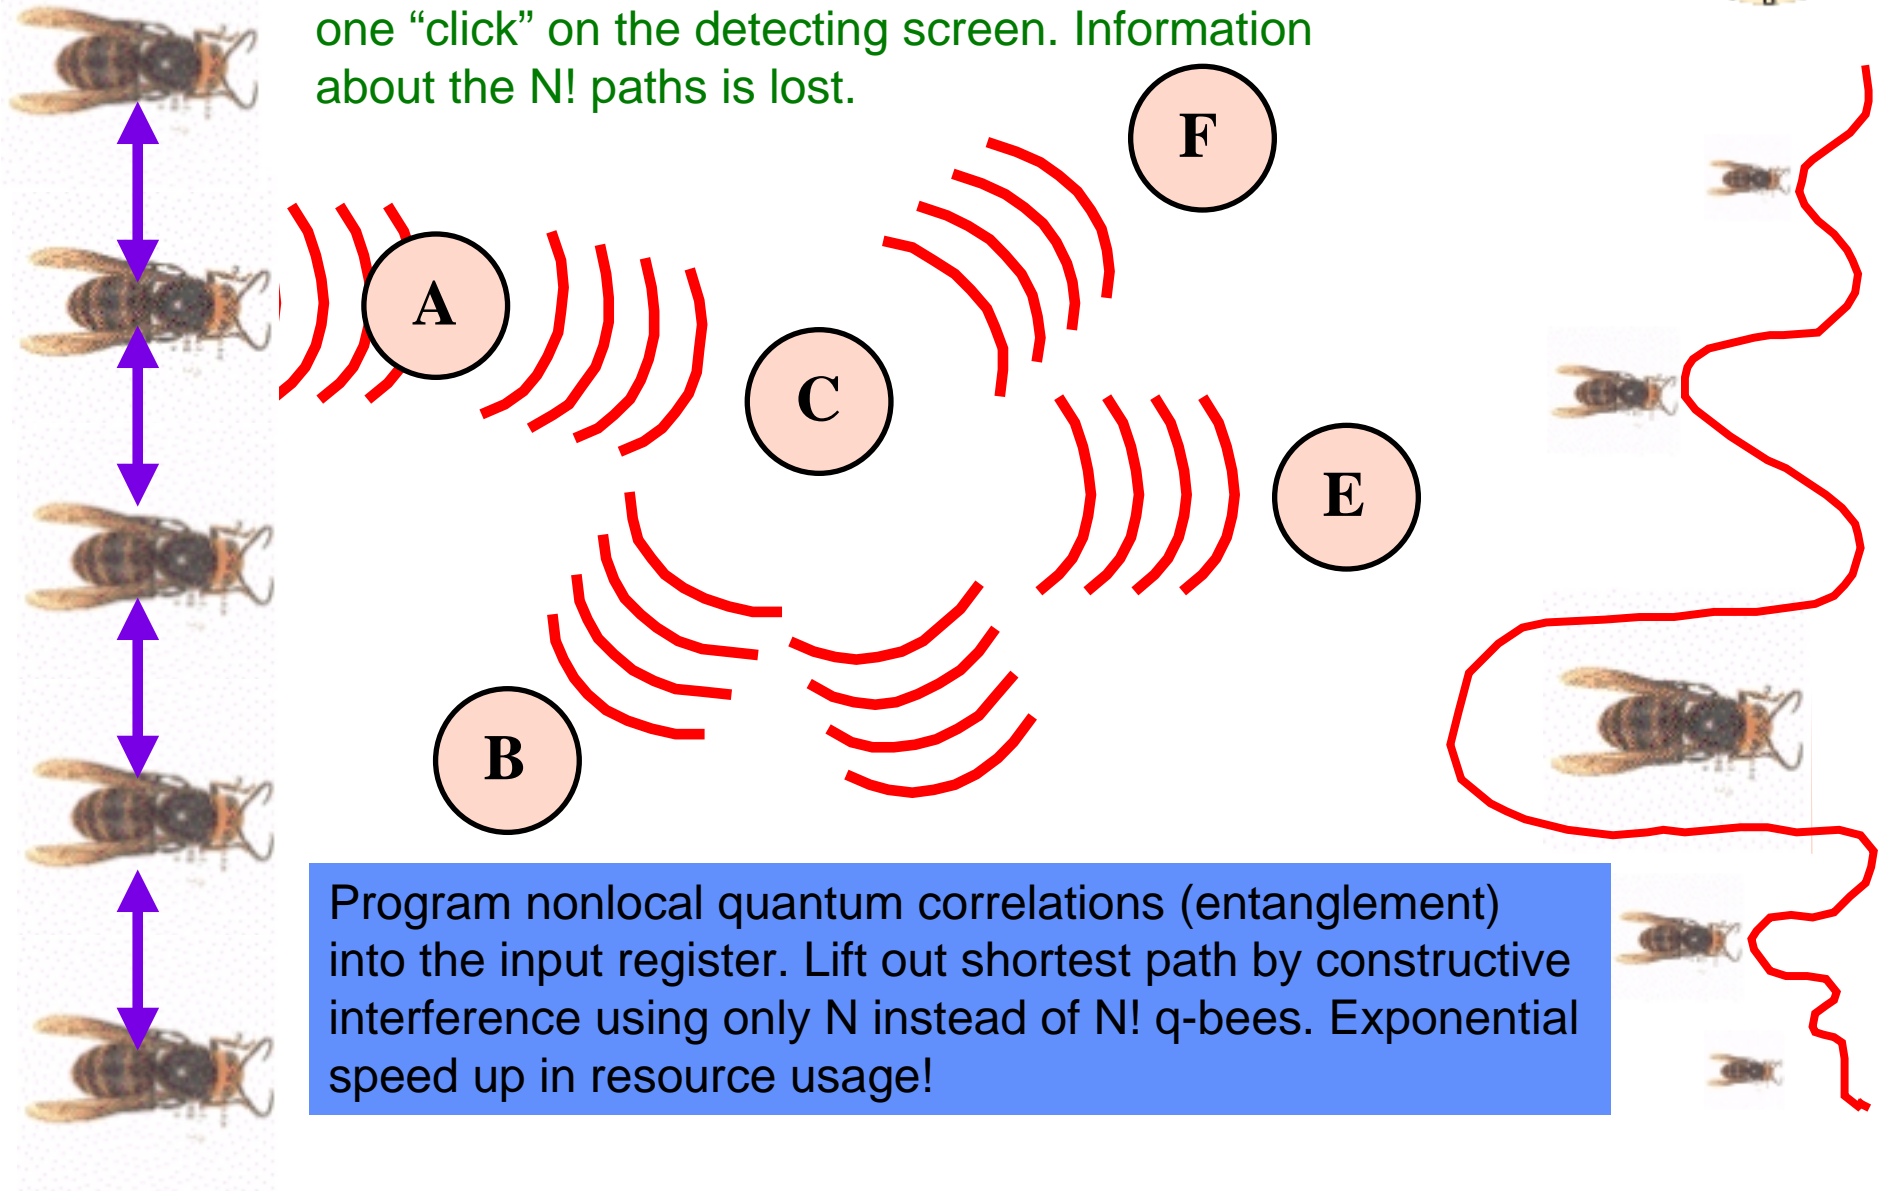 one “click” on the detecting screen. Information
about the N! paths is lost.
F
A
C
E
B
Program nonlocal quantum correlations (entanglement)
into the input register. Lift out shortest path by constructive
interference using only N instead of N! q-bees. Exponential
speed up in resource usage!